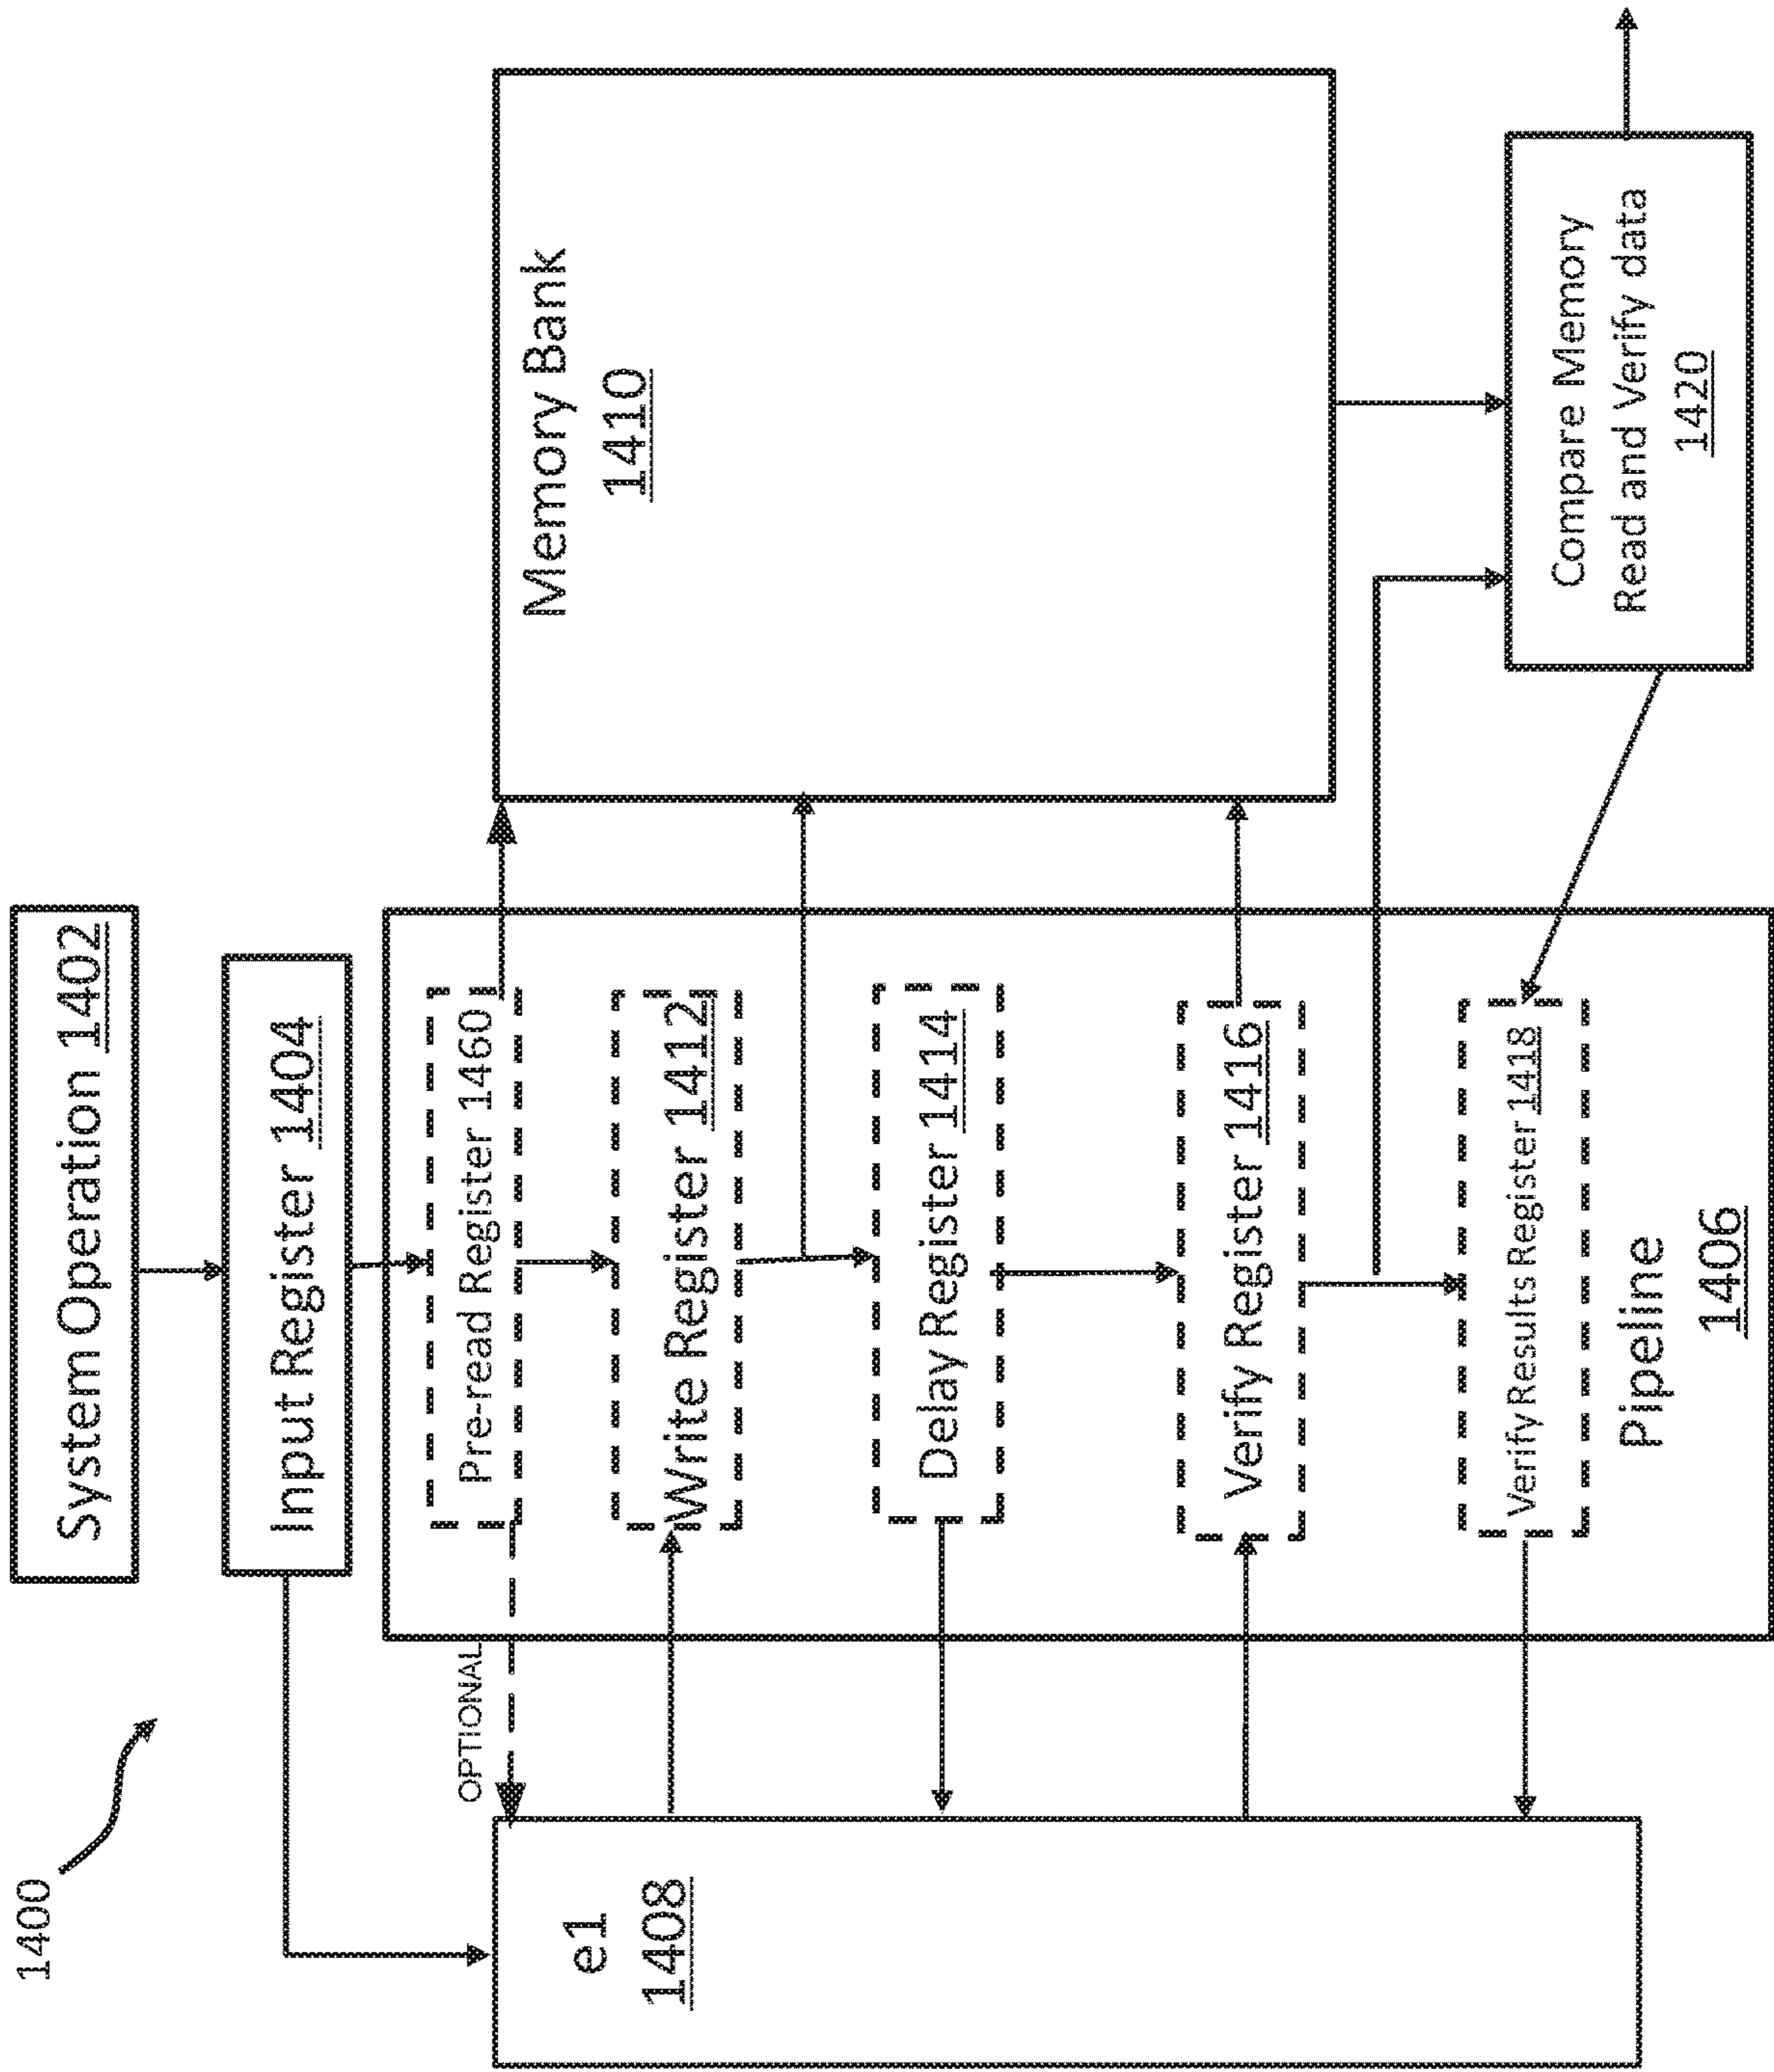 1400
System Operation 1402
Input Register 1404
OPTIONAL
e1
1408
Pre-read Register 1460
Write Register 1412
Delay Register 1414
Verify Register 1416
Verify Results Register 1418
Pipeline
1406
Memory Bank
1410
Compare Memory
Read and Verify data
1420